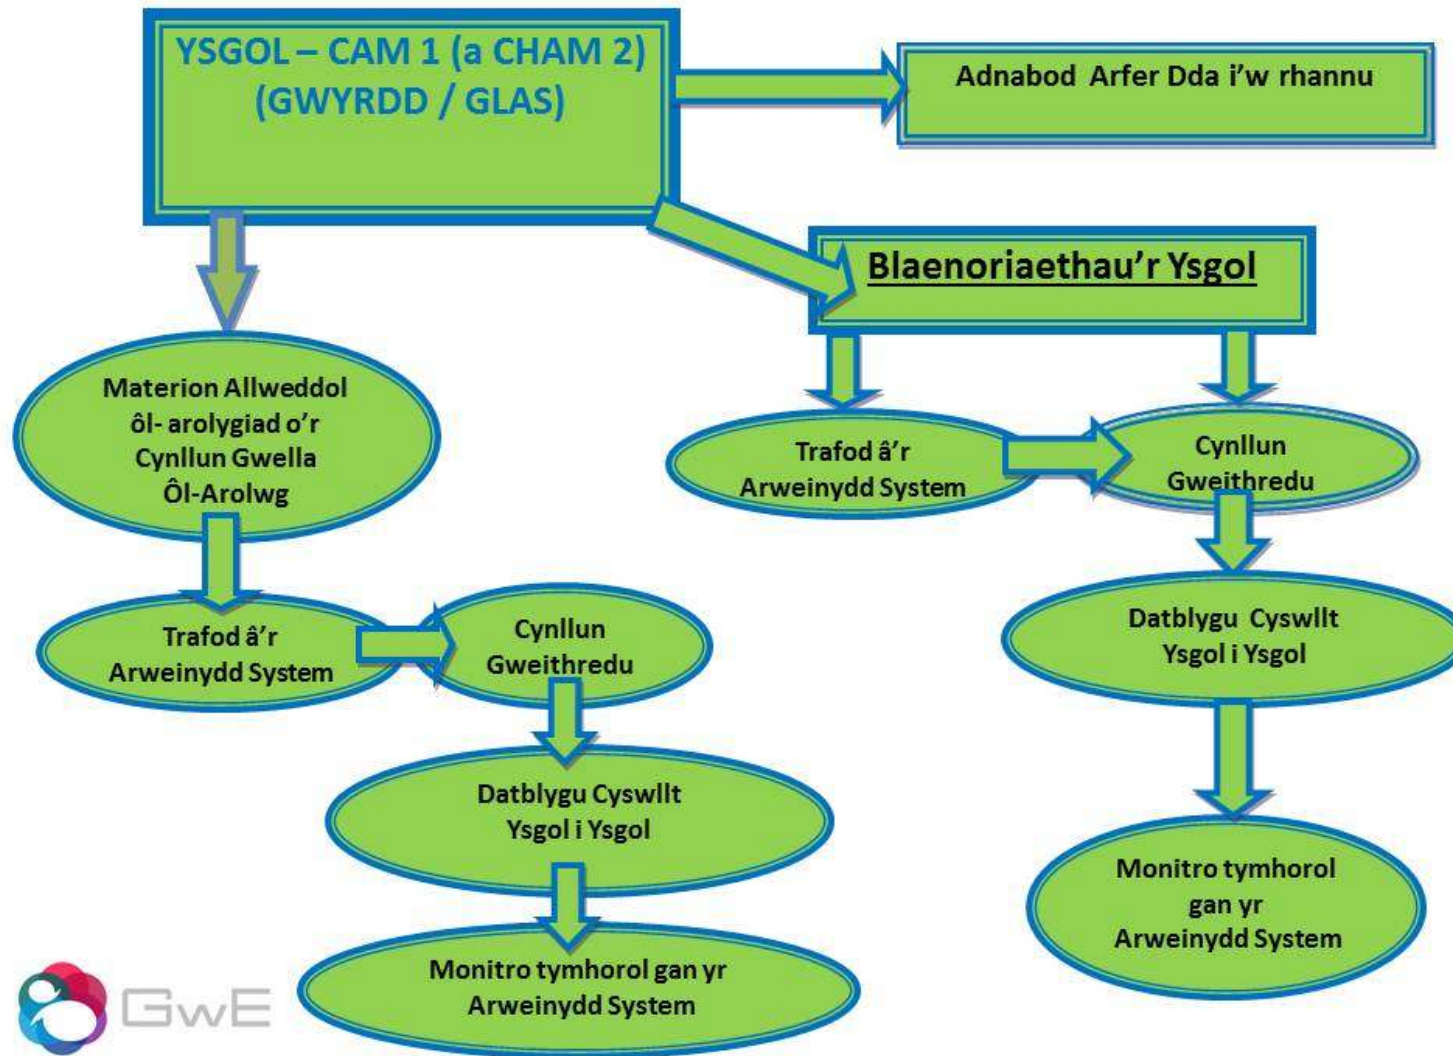 YSGOL – CAM 1 (a CHAM 2)
(GWYRDD / GLAS)
Adnabod Arfer Dda i'w rhannu
Blaenoriaethau'r Ysgol
Materion Allweddol
ôl- arolygiad o'r
Cynllun Gwella
Ôl-Arolwg
Trafod â'r
Arweinydd System
Cynllun
Gweithredu
Datblygu Cyswllt
Ysgol i Ysgol
Monitro tymhorol gan yr
Arweinydd System
Trafod â'r
Arweinydd System
Cynllun
Gweithredu
Datblygu Cyswllt
Ysgol i Ysgol
Monitro tymhorol
gan yr
Arweinydd System
GwE